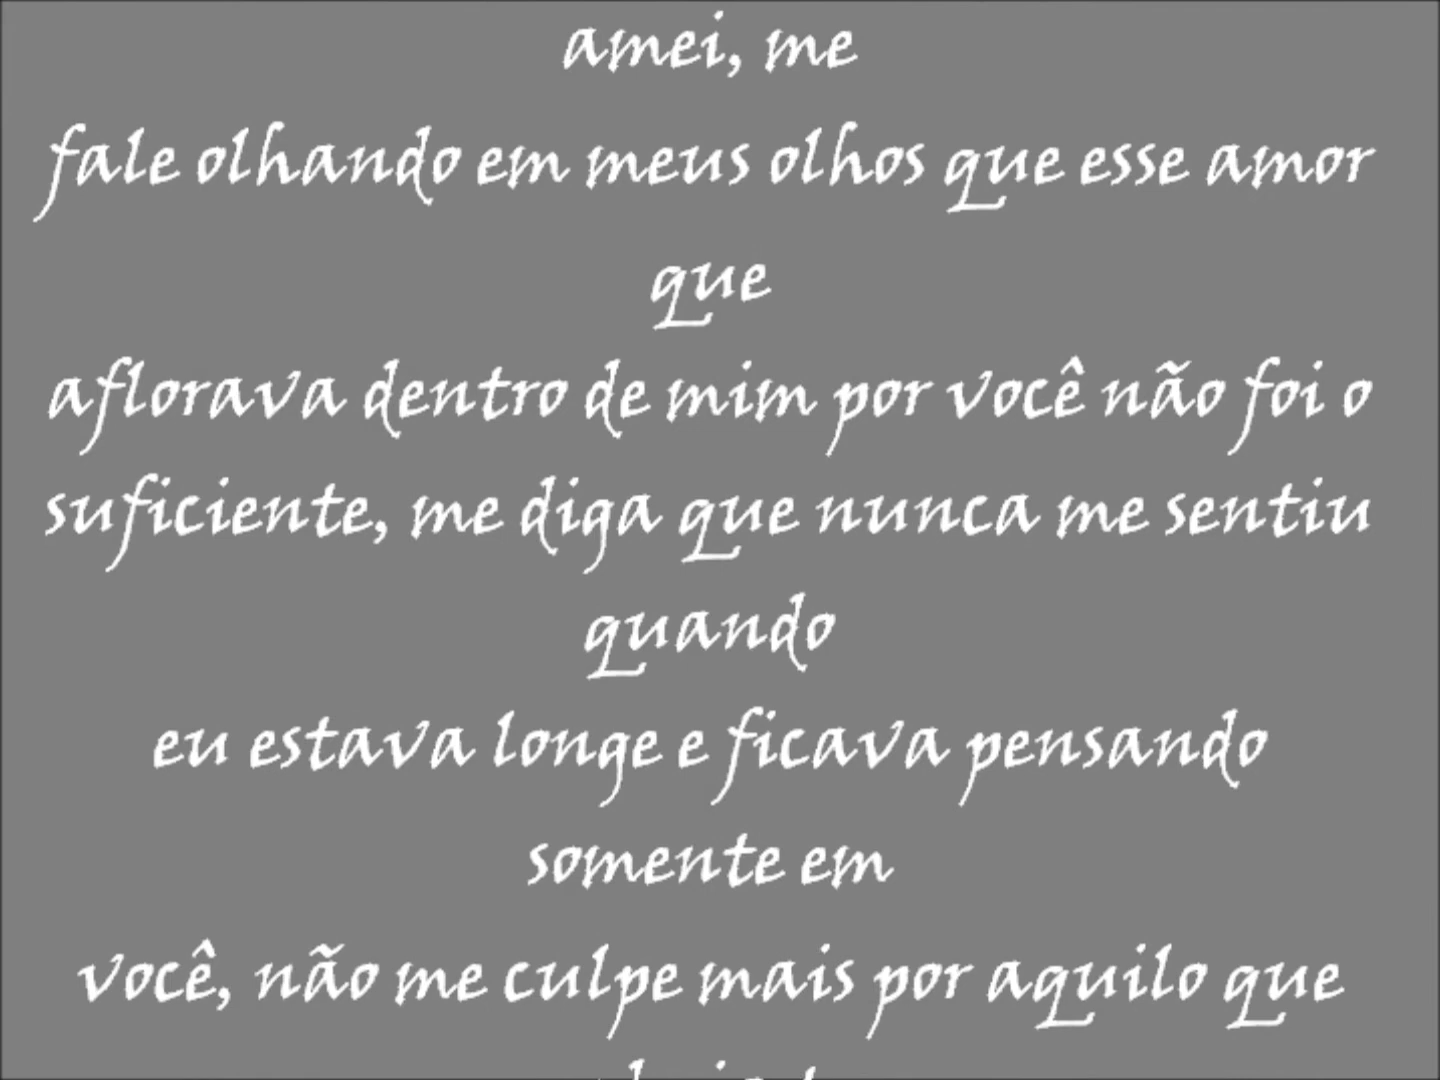 amei, me
fale olhando em meus olhos que esse amor
que
aflorava dentro de mim por você não foi o
suficiente, me diga que nunca me sentiu
quando
eu estava longe e ficava pensando
somente em
você, não me culpe mais por aquilo que